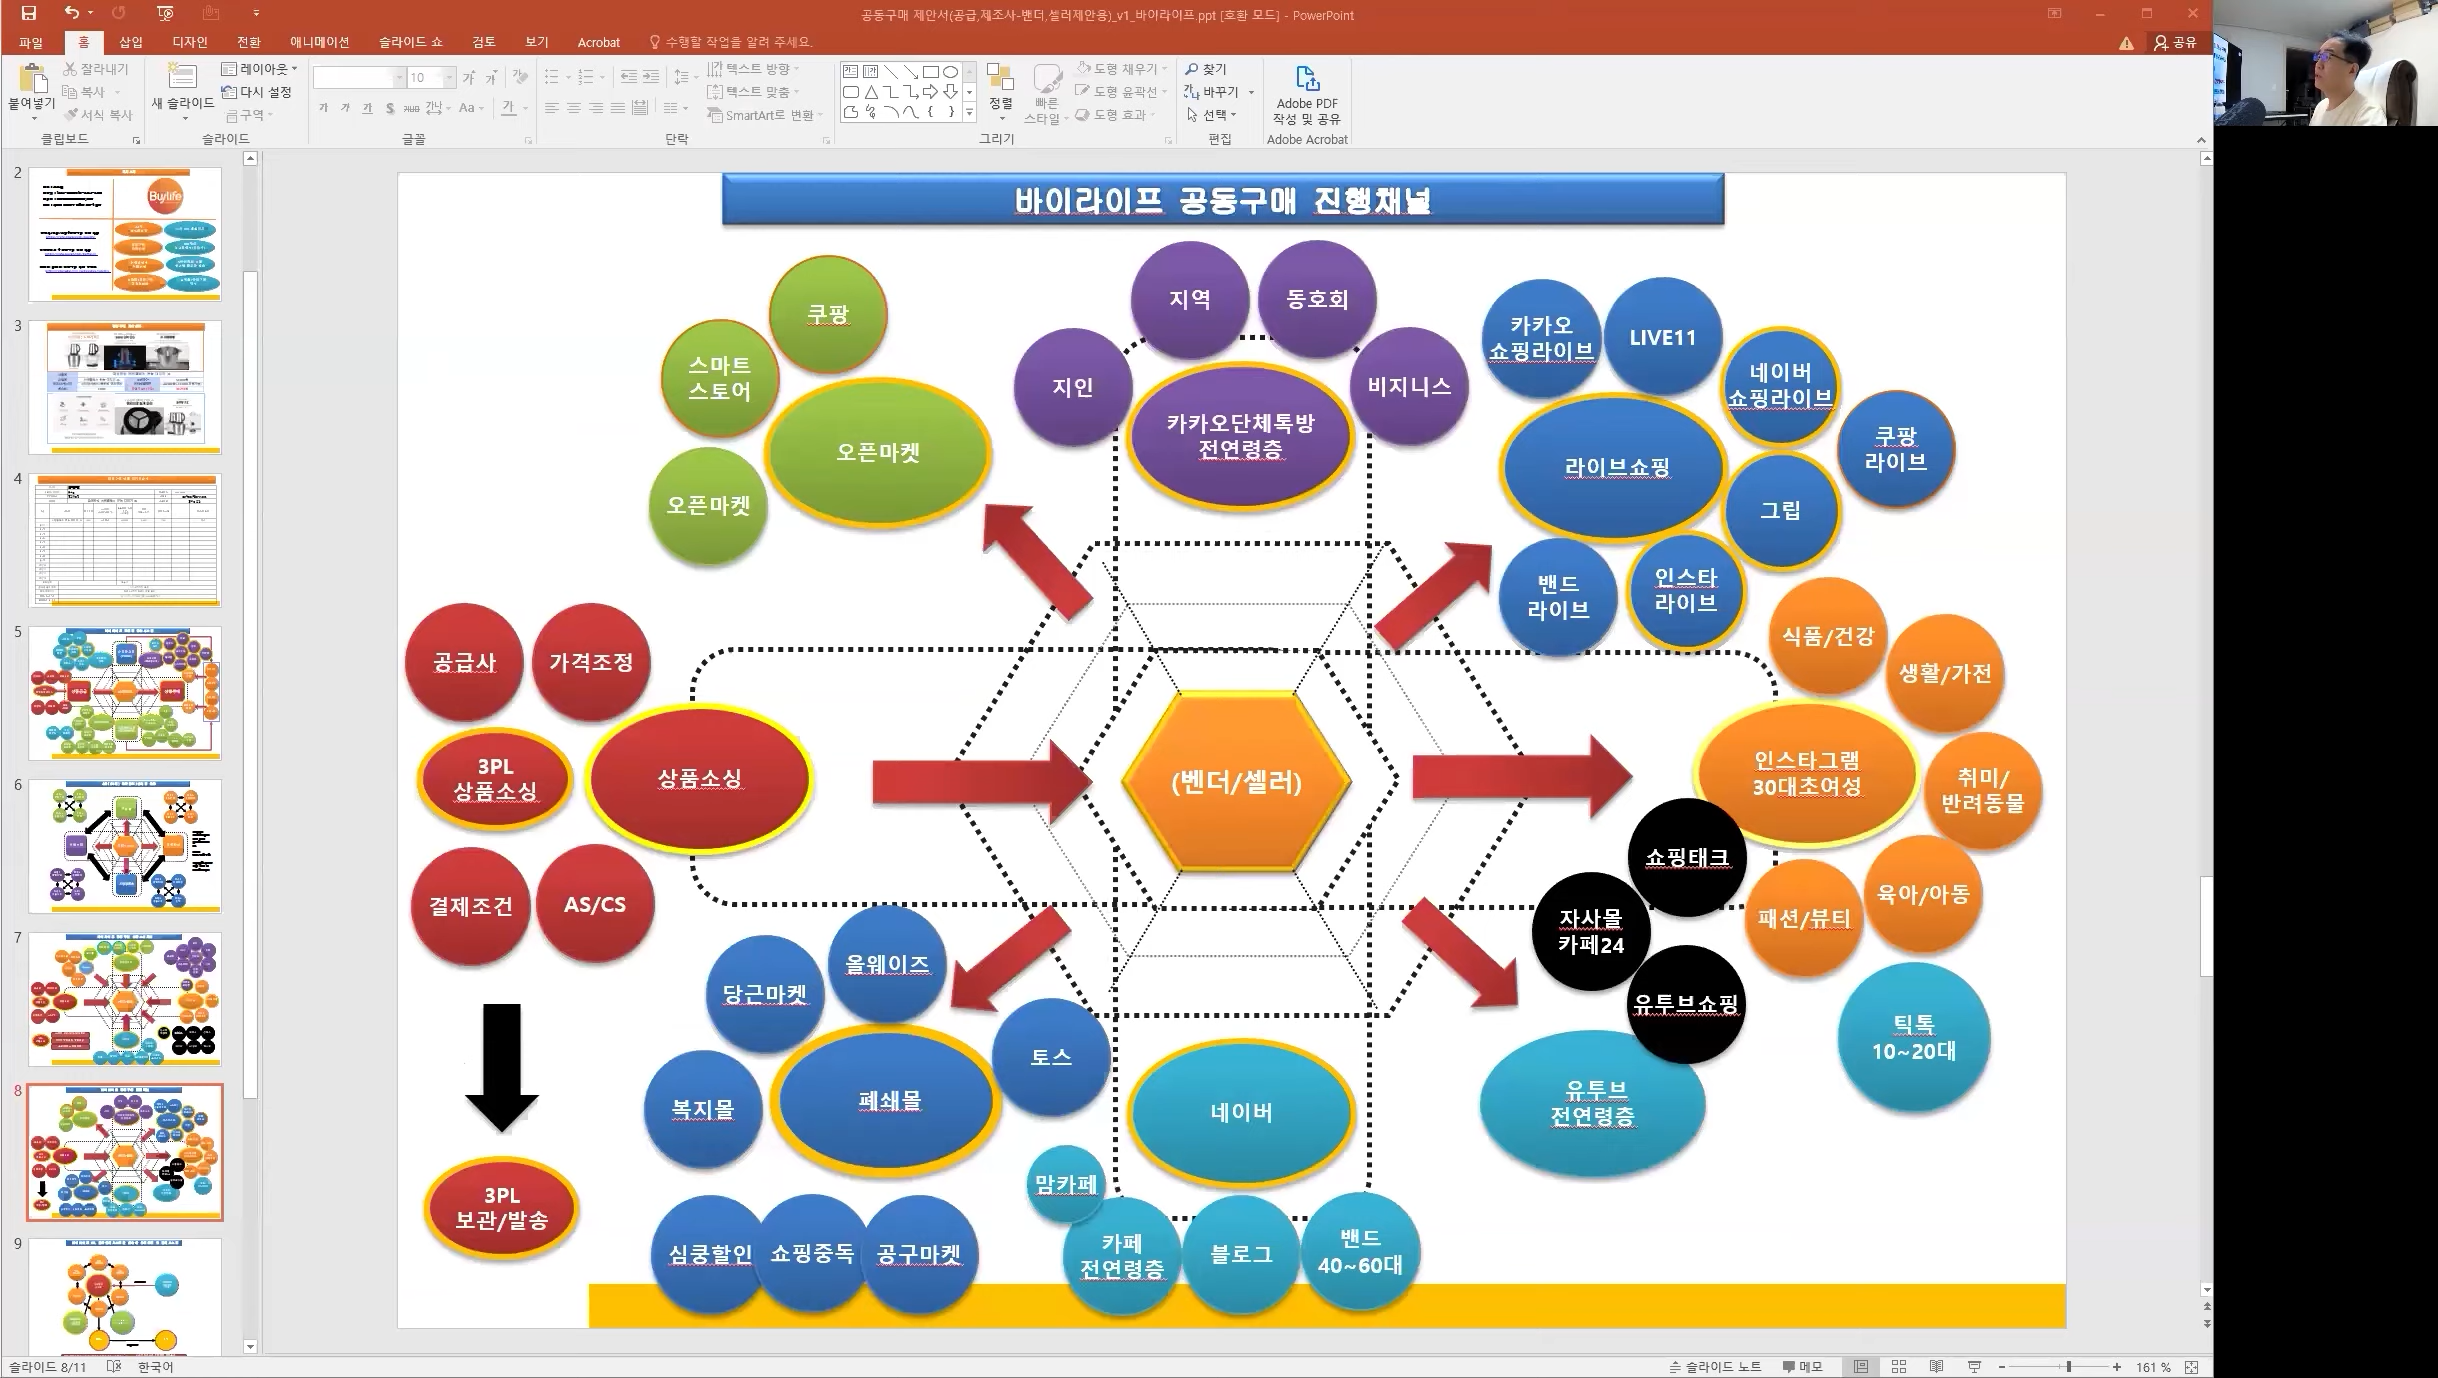 공동구매 제안서(공급,제조사-밴더,셀러제안용)_v1_바이라이프.ppt [호환 모드] - PowerPoint
파일 홈 삽입 디자인 전환 애니메이션 슬라이드 쇼 검토 보기 Acrobat 수행할 작업을 알려 주세요.
공유
붙여넣기
잘라내기
복사
서식 복사
클립보드
새 슬라이드
레이아웃
다시 설정
구역
슬라이드
10
가 가 가 S abc 간 Aa 가
글꼴
텍스트 방향
텍스트 맞춤
SmartArt로 변환
단락
정렬
빠른
스타일
도형 채우기
도형 윤곽선
도형 효과
그리기
찾기
바꾸기
선택
편집
Adobe PDF
작성 및 공유
Adobe Acrobat
2
Buylife
3
4
5
6
7
8
9
바이라이프 공동구매 진행채널
쿠팡
스마트
스토어
오픈마켓
오픈마켓
지역
동호회
지인
비지니스
카카오단체톡방
전연령층
카카오
쇼핑라이브
LIVE11
네이버
쇼핑라이브
쿠팡
라이브
라이브쇼핑
그립
밴드
라이브
인스타
라이브
공급사
가격조정
3PL
상품소싱
상품소싱
결제조건
AS/CS
(벤더/셀러)
식품/건강
생활/가전
인스타그램
30대초여성
취미/
반려동물
쇼핑태크
자사몰
카페24
유투브쇼핑
패션/뷰티
육아/아동
틱톡
10~20대
유투브
전연령층
올웨이즈
당근마켓
토스
복지몰
폐쇄몰
심쿵할인
쇼핑중독
공구마켓
네이버
맘카페
카페
전연령층
블로그
밴드
40~60대
3PL
보관/발송
슬라이드 8/11 한국어
슬라이드 노트 메모 161 %